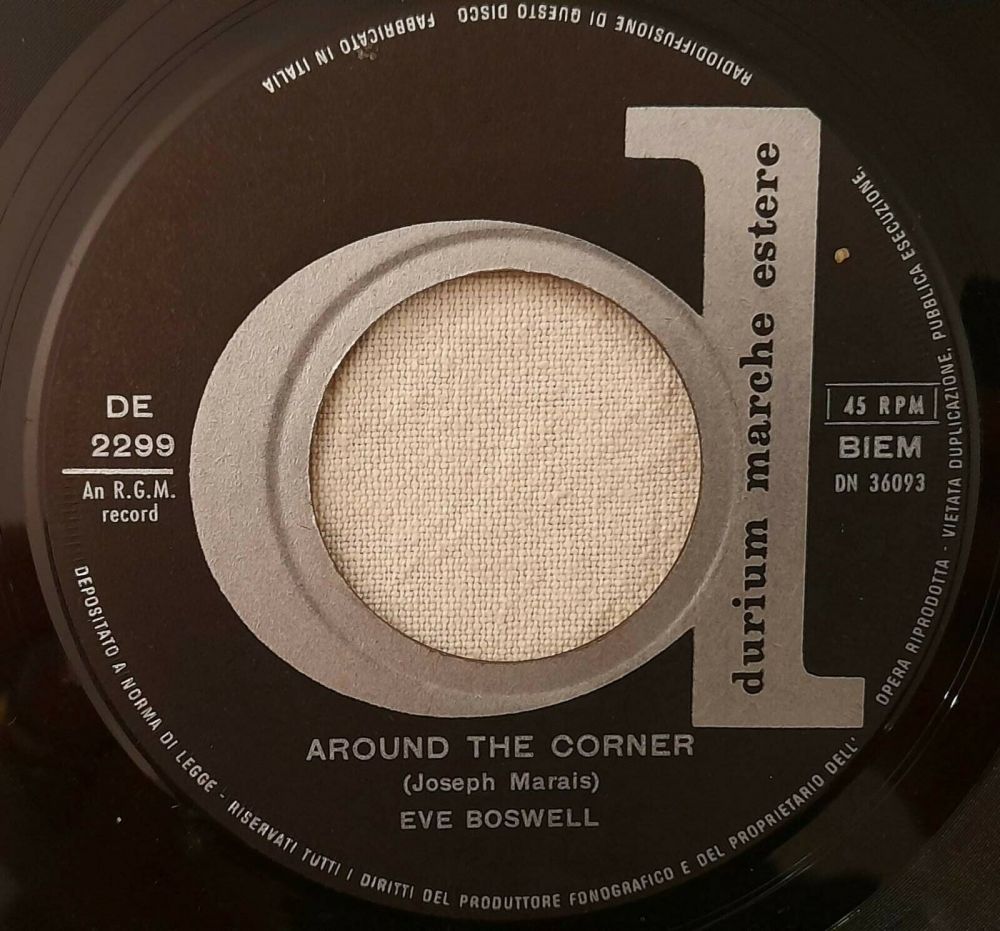 DEPOSITATO A NORMA DI LEGGE - RISERVATI TUTTI I DIRITTI DEL PRODUTTORE FONOGRAFICO E DEL PROPRIETARIO DELL' OPERA RIPRODOTTA - VIETATA DUPLICAZIONE, PUBBLICA ESECUZIONE, RADIODIFFUSIONE DI QUESTO DISCO FABBRICATO IN ITALIA
d
durium marche estere
DE
2299
An R.G.M.
record
45 RPM
BIEM
DN 36093
AROUND THE CORNER
(Joseph Marais)
EVE BOSWELL